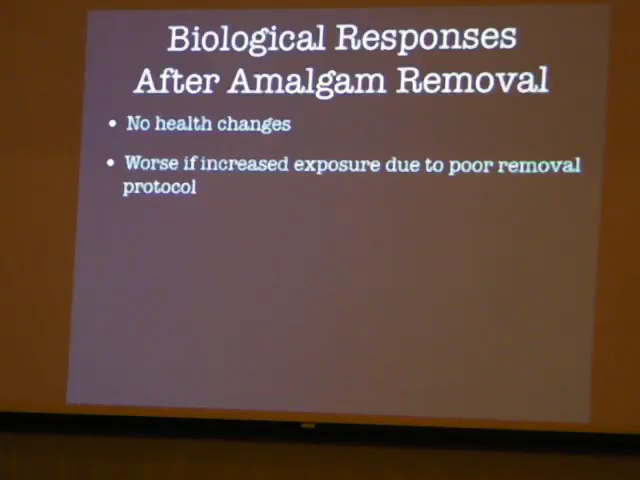 Biological Responses
After Amalgam Removal
• No health changes
• Worse if increased exposure due to poor removal
protocol